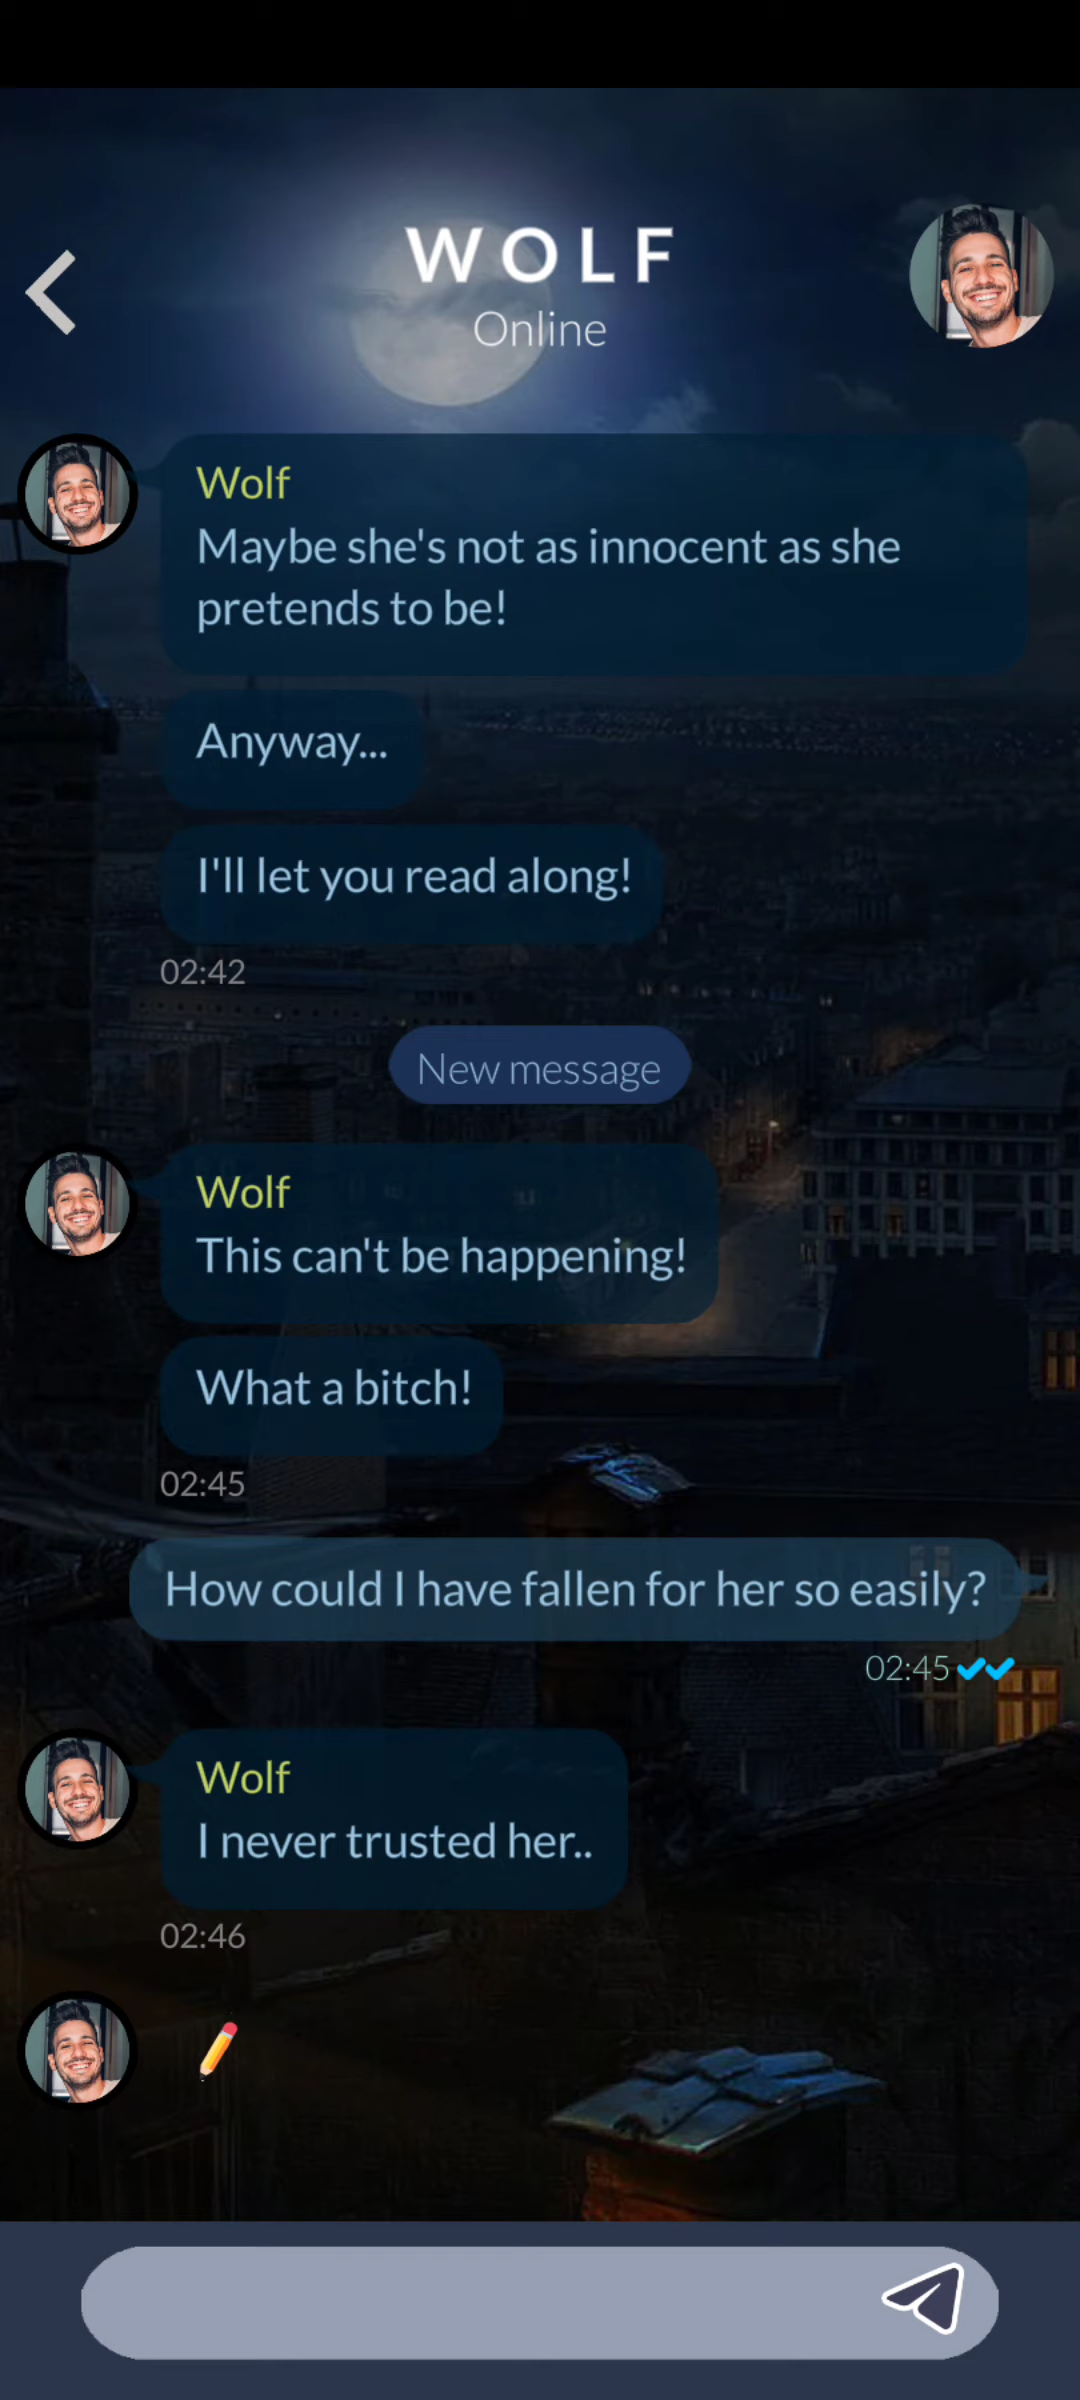 WOLF
Online
Wolf
Maybe she's not as innocent as she
pretends to be!
Anyway...
I'll let you read along!
02:42
New message
Wolf
This can't be happening!
What a bitch!
02:45
How could I have fallen for her so easily?
02:45
Wolf
I never trusted her..
02:46